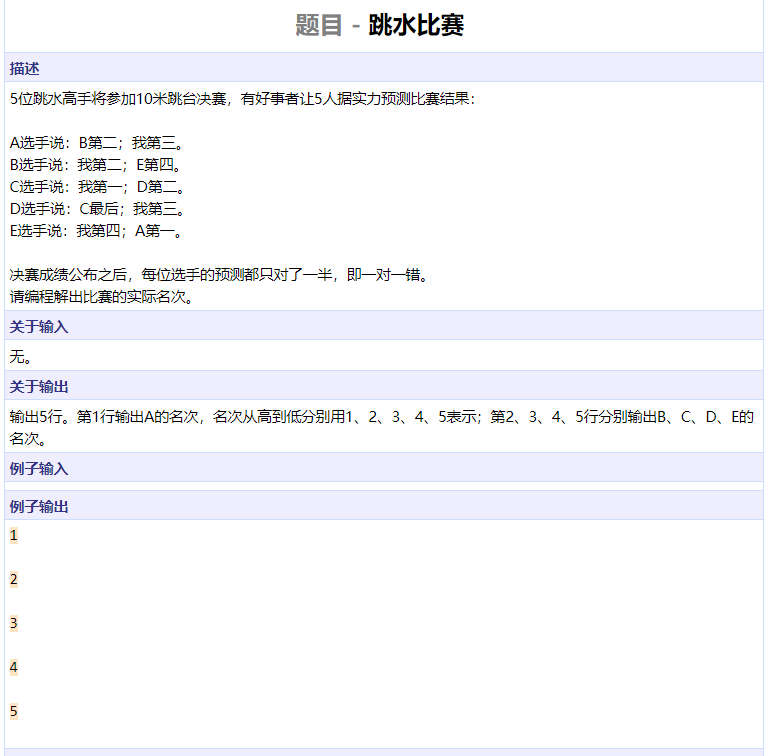 题目 - 跳水比赛
描述
5位跳水高手将参加10米跳台决赛，有好事者让5人据实力预测比赛结果：
A选手说：B第二；我第三。
B选手说：我第二；E第四。
C选手说：我第一；D第二。
D选手说：C最后；我第三。
E选手说：我第四；A第一。
决赛成绩公布之后，每位选手的预测都只对了一半，即一对一错。
请编程解出比赛的实际名次。
关于输入
无。
关于输出
输出5行。第1行输出A的名次，名次从高到低分别用1、2、3、4、5表示；第2、3、4、5行分别输出B、C、D、E的
名次。
例子输入
例子输出
1
2
3
4
5